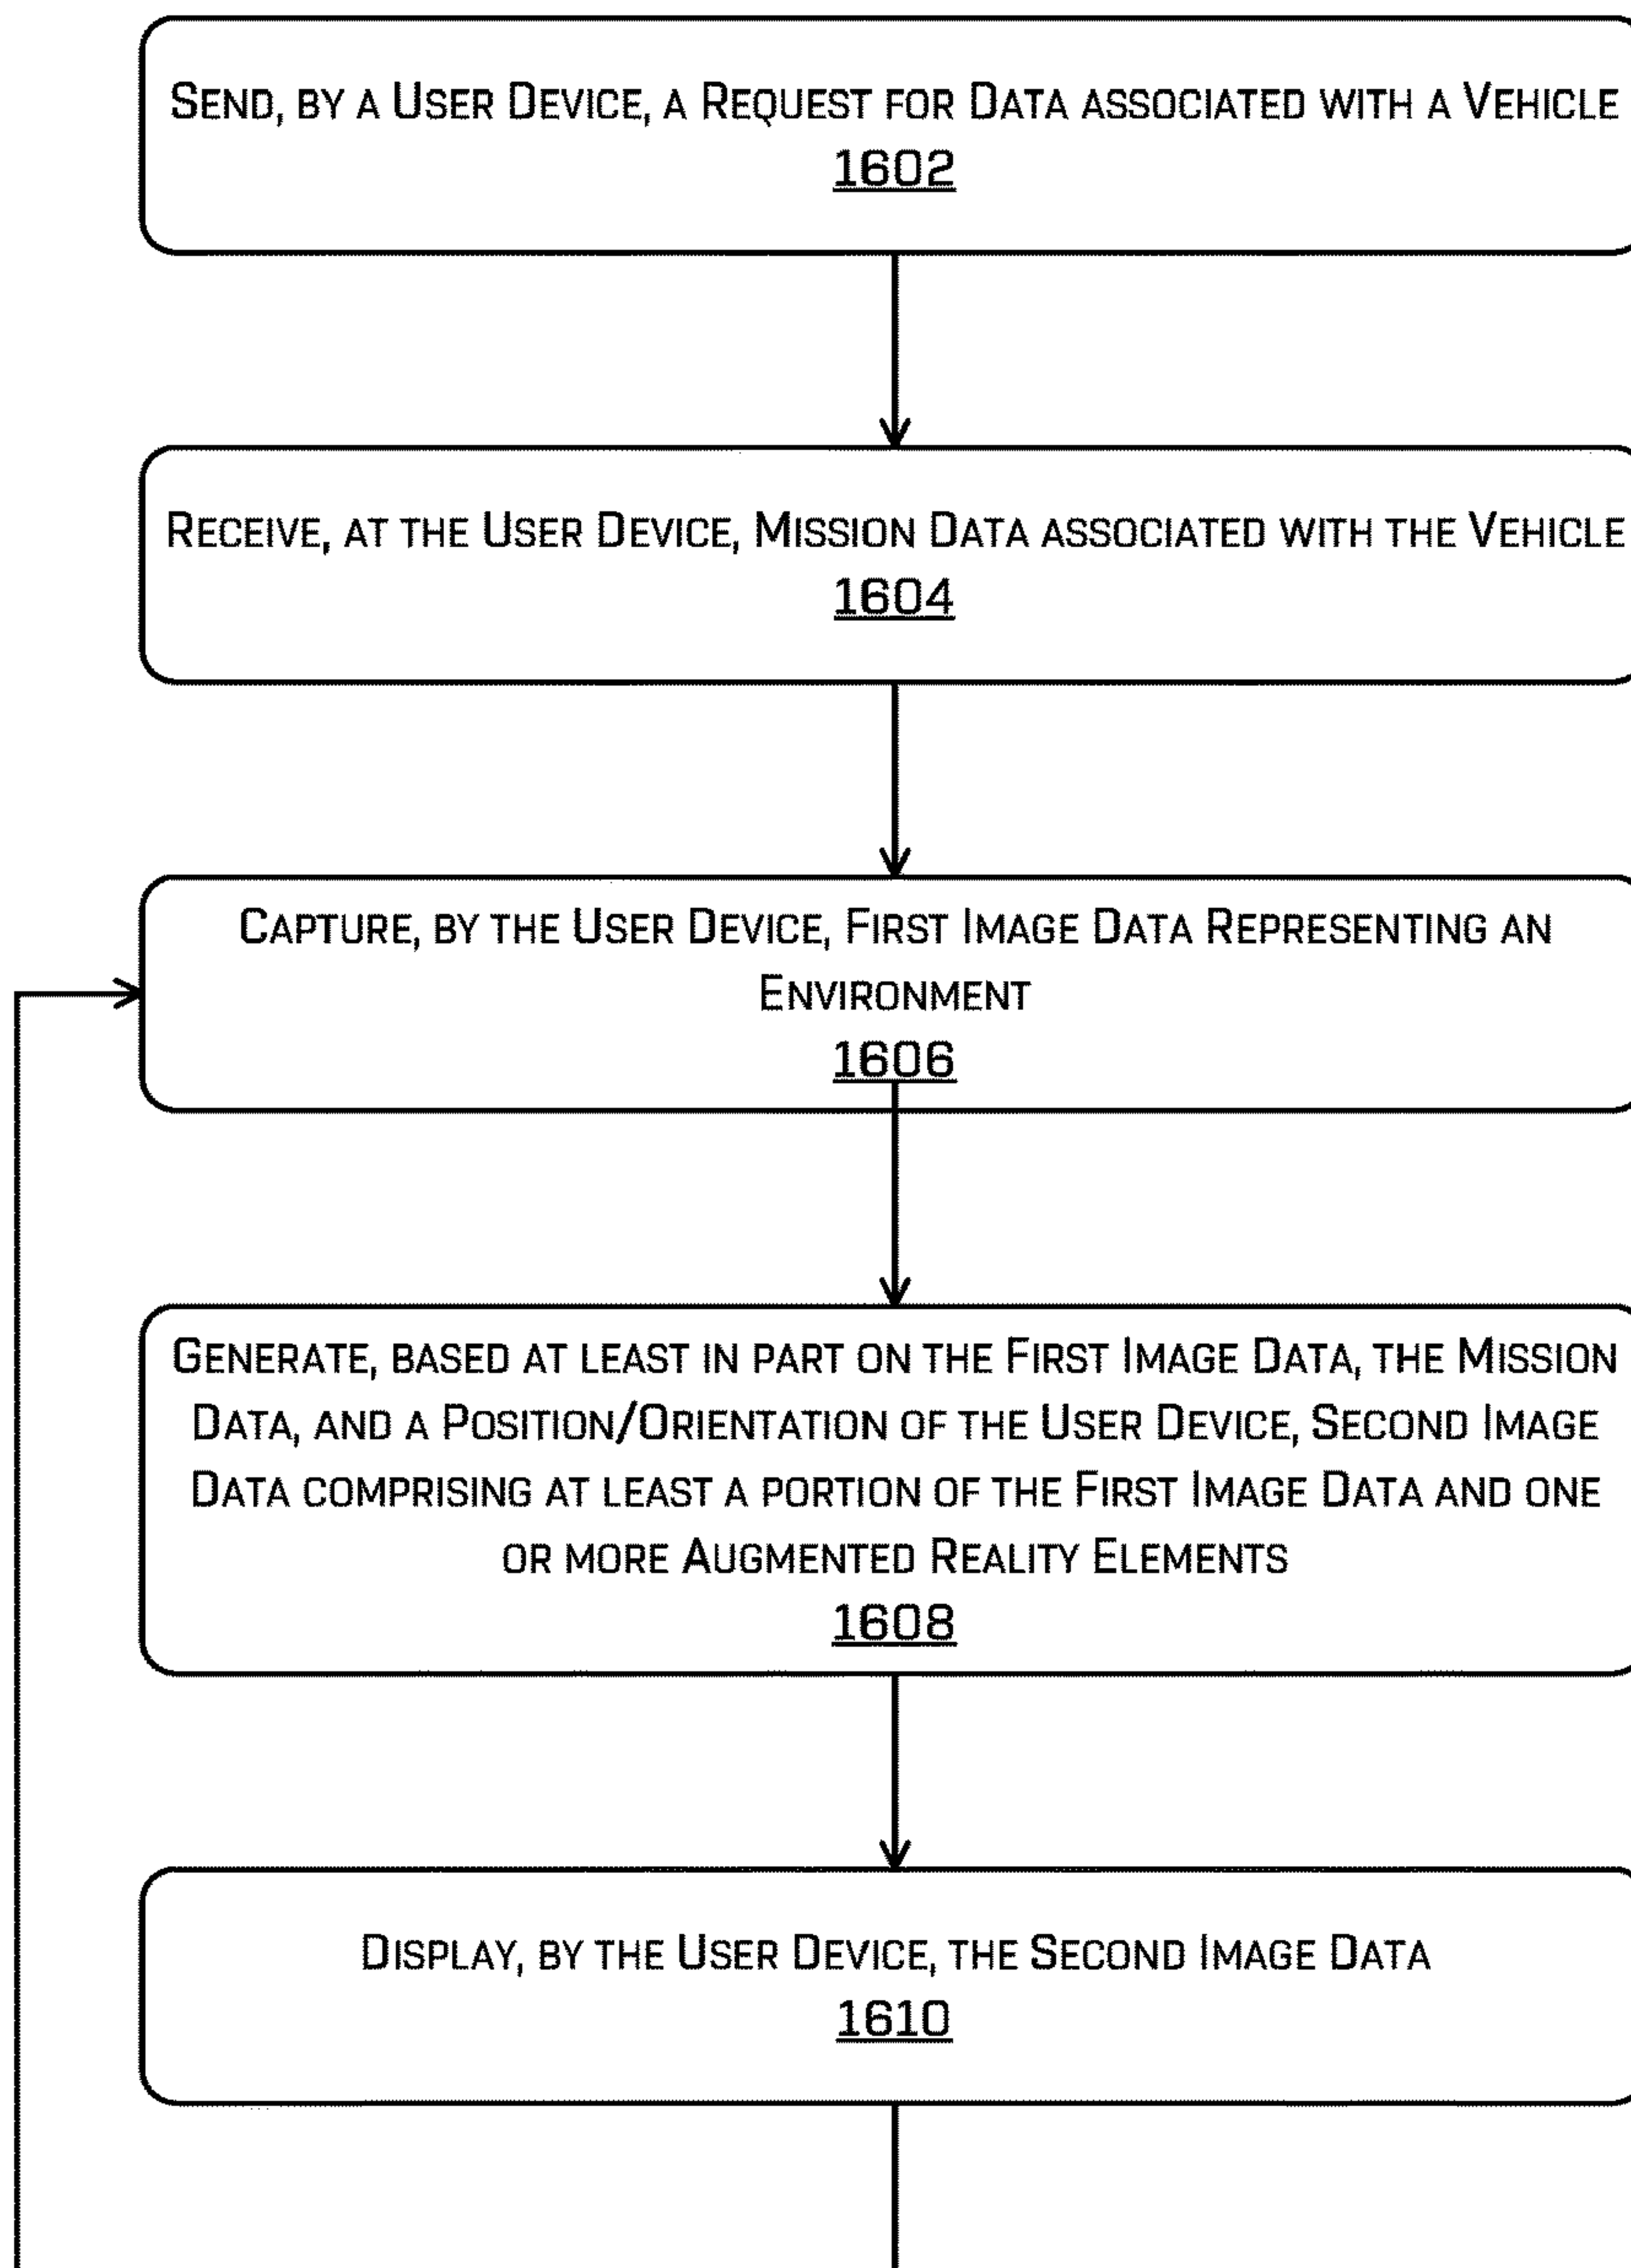 Send, by a User Device, a Request for Data associated with a Vehicle
1602
Receive, at the User Device, Mission Data associated with the Vehicle
1604
Capture, by the User Device, First Image Data Representing an
Environment
1606
Generate, based at least in part on the First Image Data, the Mission
Data, and a Position/Orientation of the User Device, Second Image
Data comprising at least a portion of the First Image Data and one
or more Augmented Reality Elements
1608
Display, by the User Device, the Second Image Data
1610